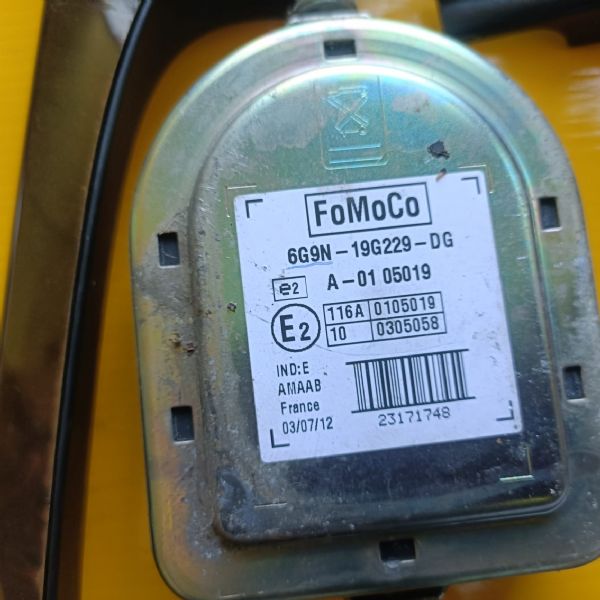 FoMoCo
6G9N-19G229-DG
e2 A-01 05019
E2 116A 0105019
10 0305058
IND:E
AMAAB
France
03/07/12
23171748